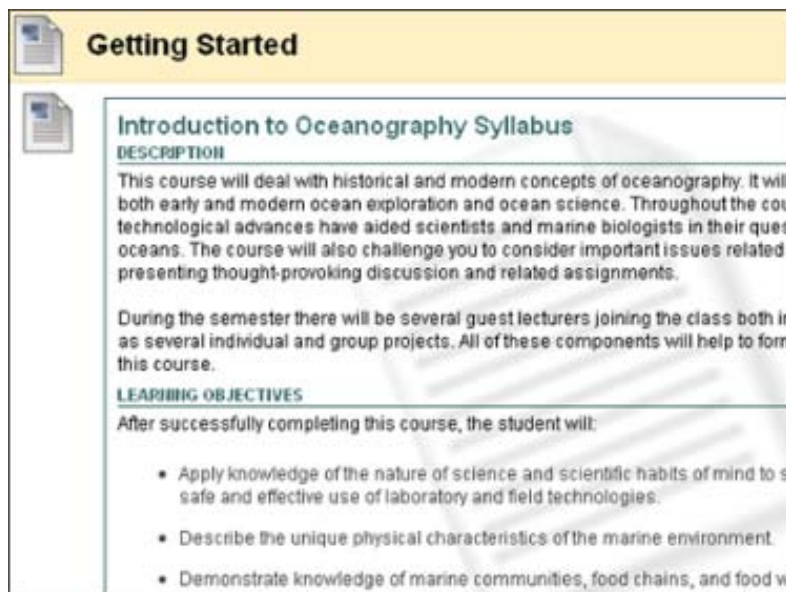 Getting Started
Introduction to Oceanography Syllabus
DESCRIPTION
This course will deal with historical and modern concepts of oceanography. It will
both early and modern ocean exploration and ocean science. Throughout the cou
technological advances have aided scientists and marine biologists in their ques
oceans. The course will also challenge you to consider important issues related
presenting thought-provoking discussion and related assignments.
During the semester there will be several guest lecturers joining the class both in
as several individual and group projects. All of these components will help to forn
this course.
LEARNING OBJECTIVES
After successfully completing this course, the student will:
• Apply knowledge of the nature of science and scientific habits of mind to s
safe and effective use of laboratory and field technologies.
• Describe the unique physical characteristics of the marine environment.
• Demonstrate knowledge of marine communities, food chains, and food w